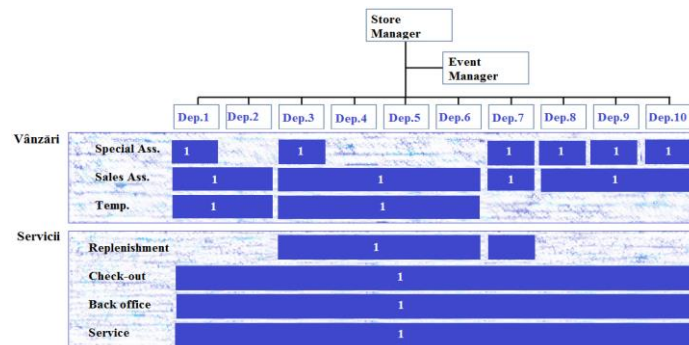 Store
Manager
Event
Manager
Dep.1 Dep.2 Dep.3 Dep.4 Dep.5 Dep.6 Dep.7 Dep.8 Dep.9 Dep.10
Vânzări
Special Ass. 1 1 1 1 1 1
Sales Ass. 1 1 1 1
Temp. 1 1
Servicii
Replenishment 1
Check-out 1
Back office 1
Service 1